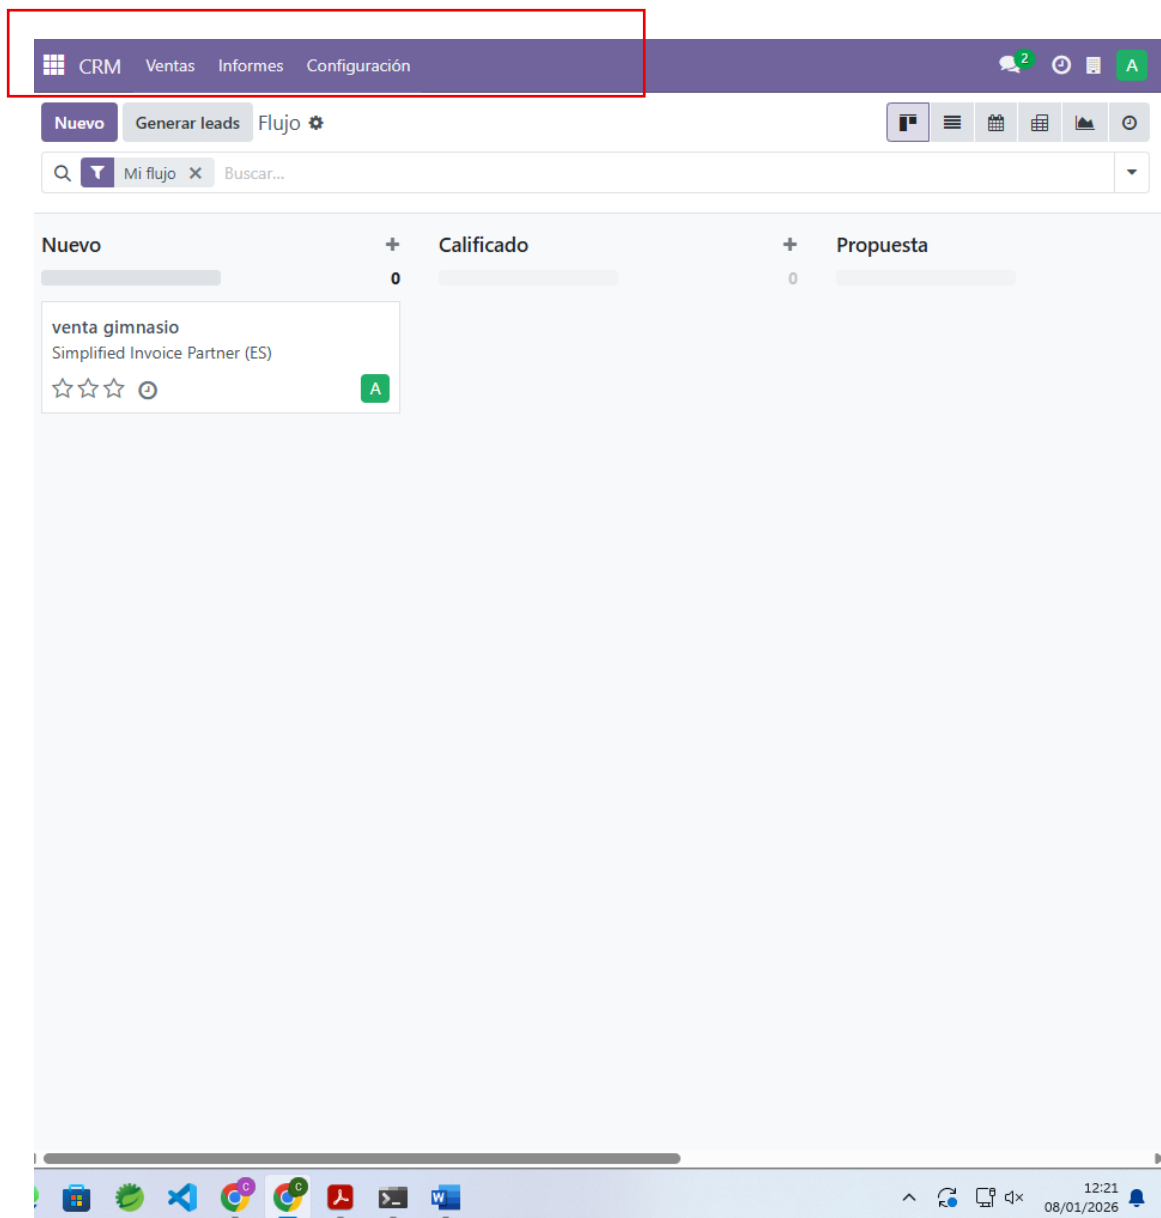 CRM Ventas Informes Configuración 2 A
Nuevo Generar leads Flujo
Mi flujo Buscar...
Nuevo Calificado Propuesta
0 0
venta gimnasio
Simplified Invoice Partner (ES)
A
C C W
12:21
08/01/2026